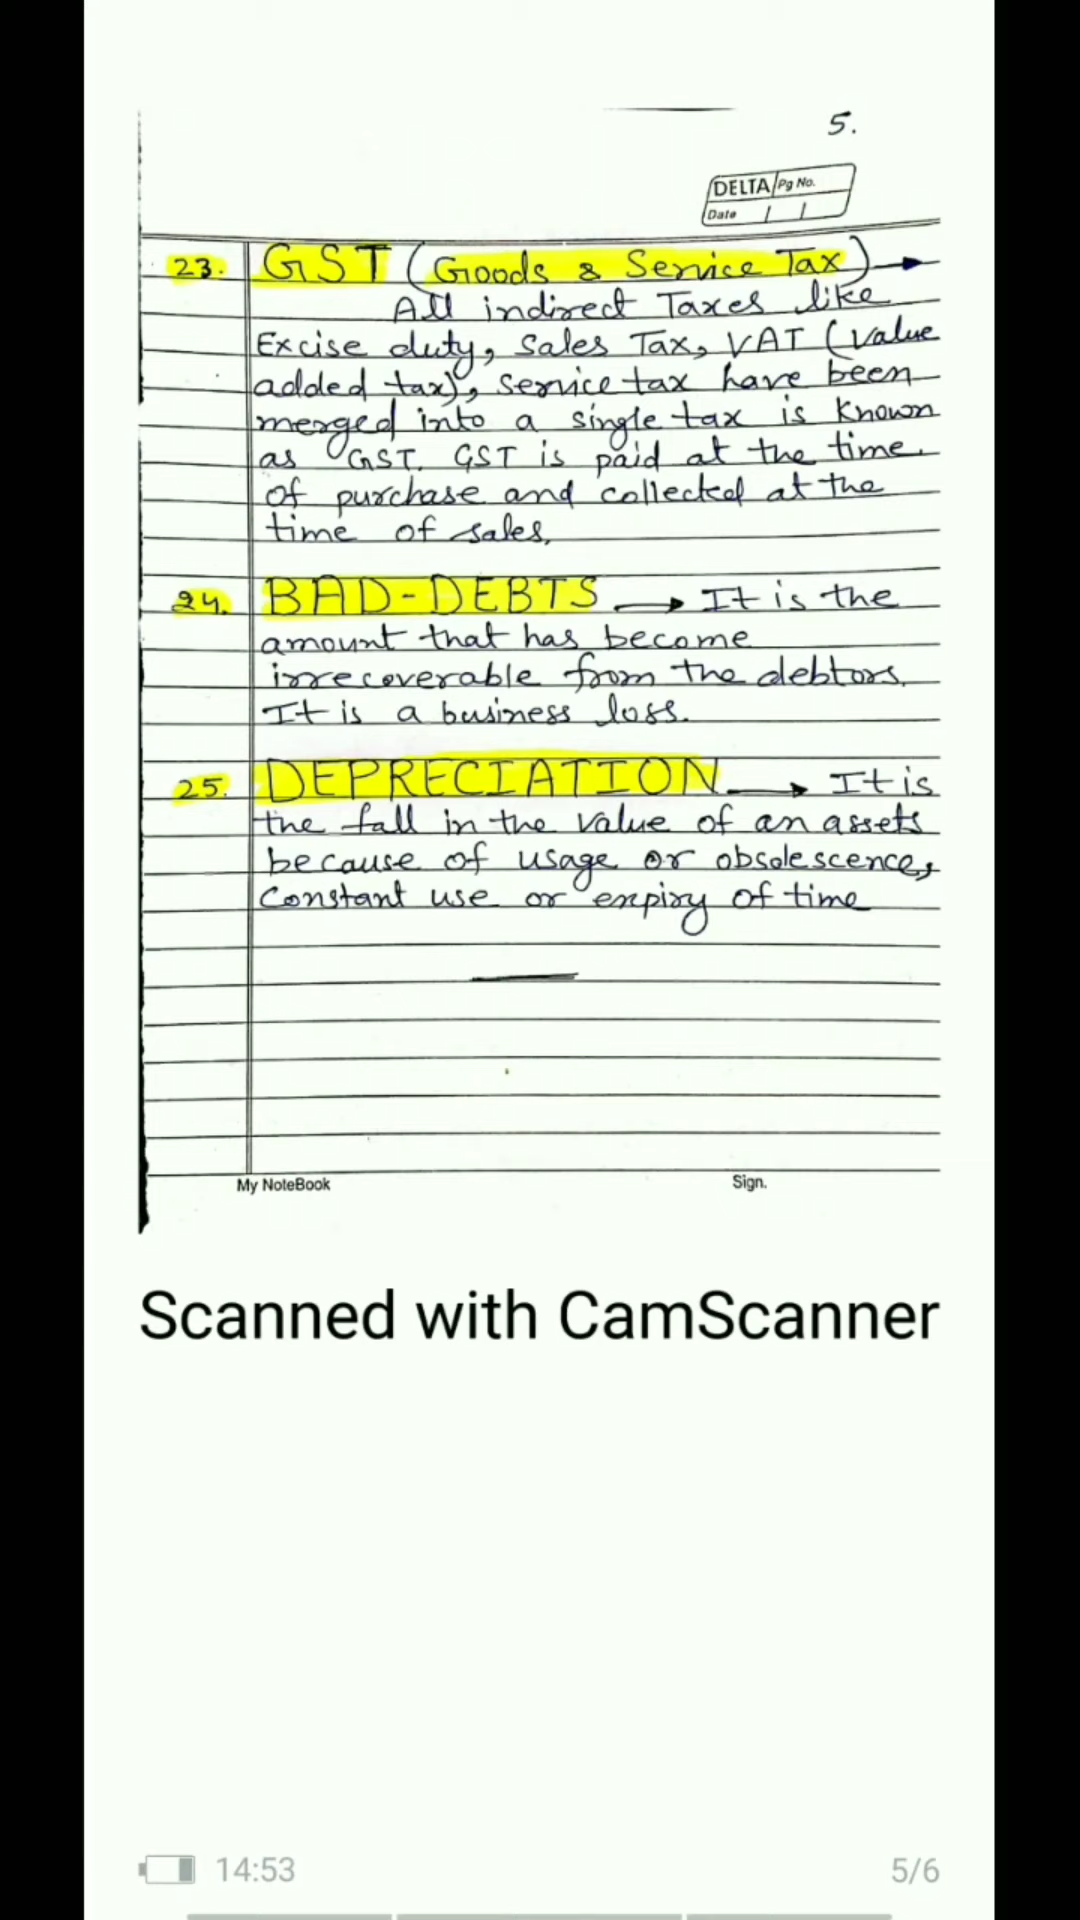 5.
DELTA Pg No.
Date / /
23. GST (Goods & Service Tax) →
All indirect Taxes like
Excise duty, Sales Tax, VAT (Value
added tax), service tax have been
merged into a single tax is known
as GST. GST is paid at the time
of purchase and collected at the
time of sales.
24. BAD-DEBTS → It is the
amount that has become
irrecoverable from the debtors.
It is a business loss.
25. DEPRECIATION → It is
the fall in the value of an assets
because of usage or obsolescence,
constant use or expiry of time
My NoteBook Sign.
Scanned with CamScanner
14:53 5/6